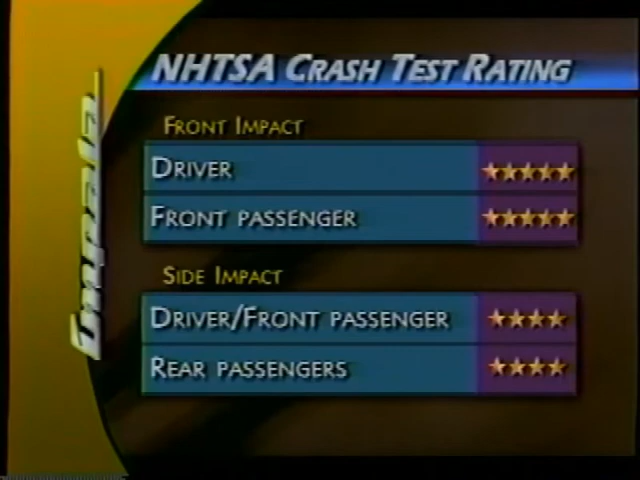 NHTSA CRASH TEST RATING
Impala
FRONT IMPACT
DRIVER ★★★★★
FRONT PASSENGER ★★★★★
SIDE IMPACT
DRIVER/FRONT PASSENGER ★★★★
REAR PASSENGERS ★★★★